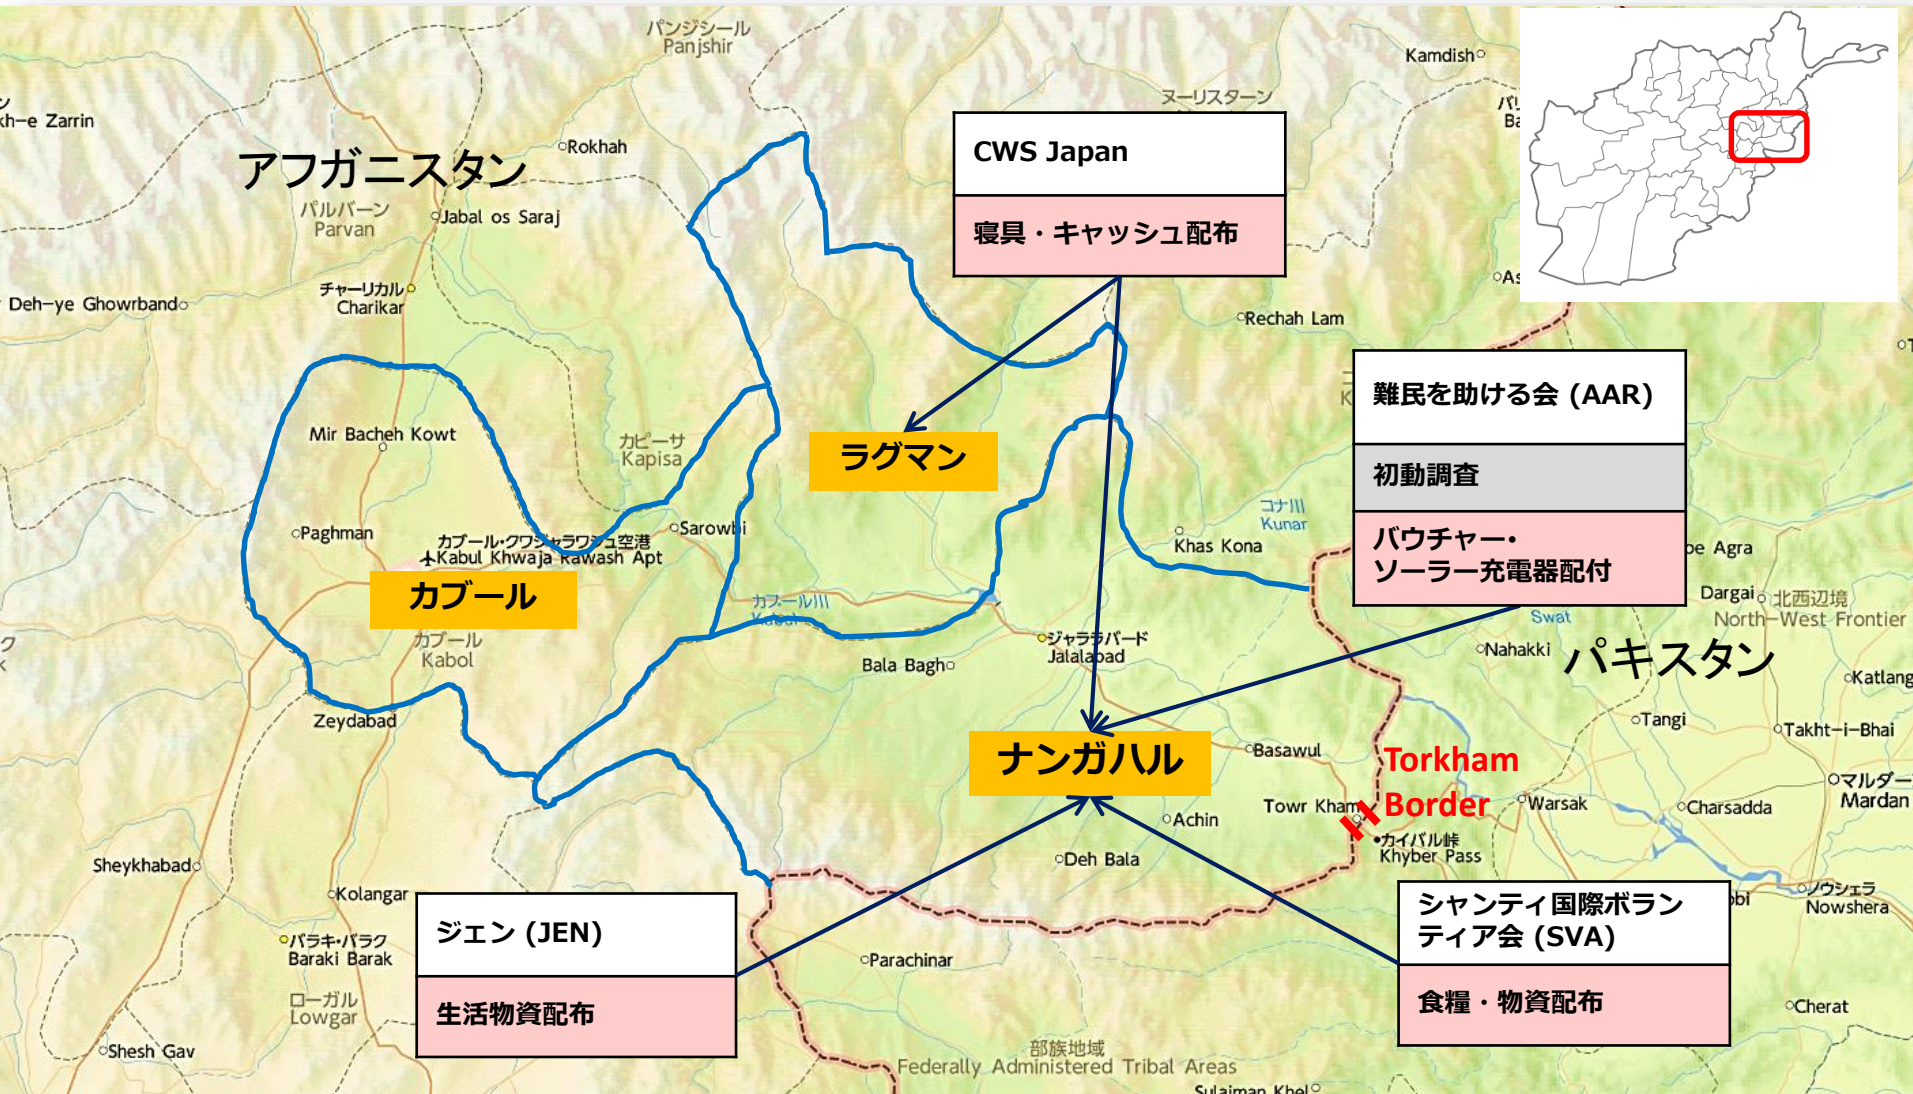 パンジシール
Panjshir
Kamdish
ヌーリスターン
kh-e Zarrin
Rokhah
アフガニスタン
CWS Japan
寝具・キャッシュ配布
パルバーン
Parvan
Jabal os Saraj
チャーリカル
Charikar
Deh-ye Ghowrband
Rechah Lam
難民を助ける会 (AAR)
初動調査
バウチャー・
ソーラー充電器配付
Mir Bacheh Kowt
カピーサ
Kapisa
ラグマン
Paghman
カブール・クワジャラワシュ空港
Kabul Khwaja Rawash Apt
Sarowbi
コナ川
Kunar
Khas Kona
カブール
カブール川
Kabul
カブール
Kabol
ジャララバード
Jalalabad
Bala Bagh
Swat
Dargai
北西辺境
North-West Frontier
Nahakki
パキスタン
Katlang
Zeydabad
Tangi
Takht-i-Bhai
ナンガハル
Basawul
Torkham
Border
Towr Kham
Warsak
Charsadda
マルダー
Mardan
Achin
カイバル峠
Khyber Pass
Deh Bala
Sheykhabad
Kolangar
ノウシェラ
Nowshera
ジェン (JEN)
生活物資配布
シャンティ国際ボラン
ティア会 (SVA)
食糧・物資配布
バラキ・バラク
Baraki Barak
Parachinar
ローガル
Lowgar
Cherat
Shesh Gav
部族地域
Federally Administered Tribal Areas
Sulaiman Khel